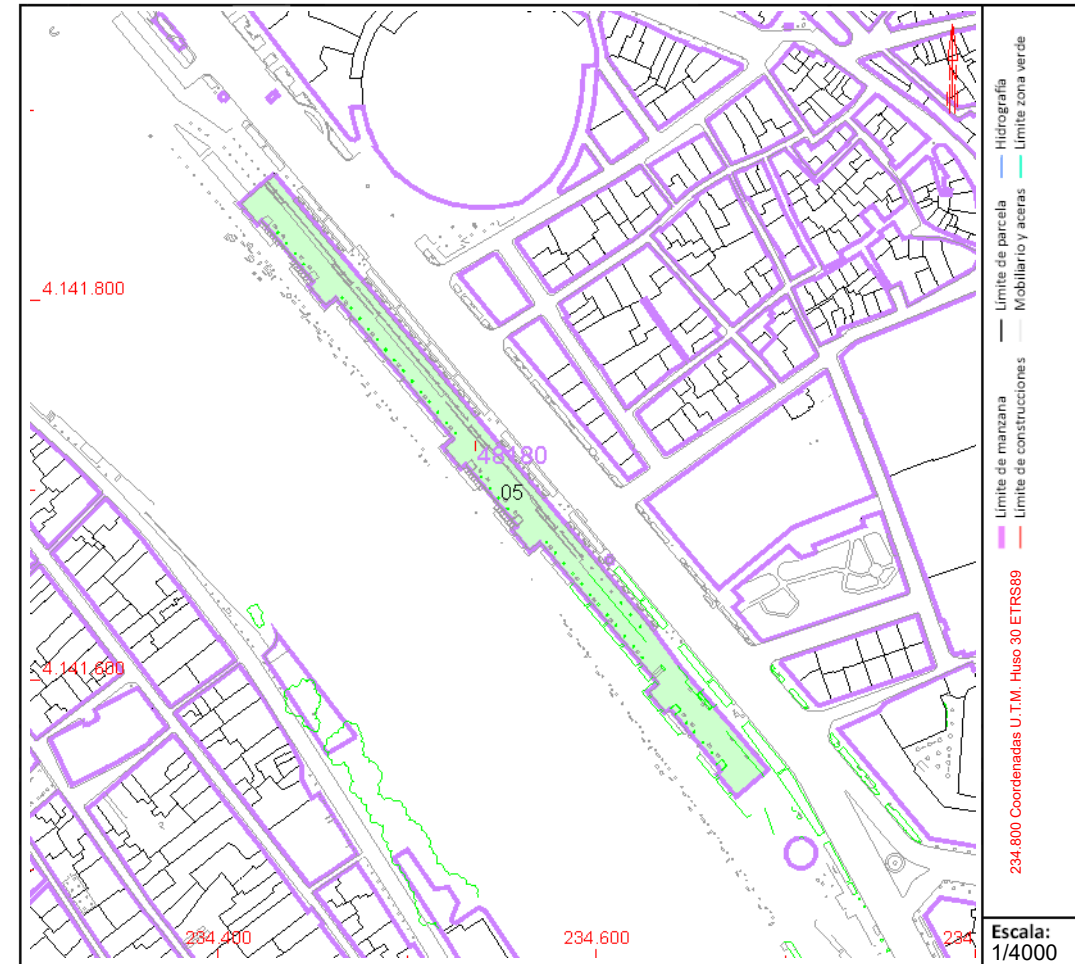 4.141.800
48180
05
4.141.600
234.400
234.600
234
Hidrografía
Límite zona verde
Límite de parcela
Mobiliario y aceras
Límite de manzana
Límite de construcciones
234.800 Coordenadas U.T.M. Huso 30 ETRS89
Escala:
1/4000